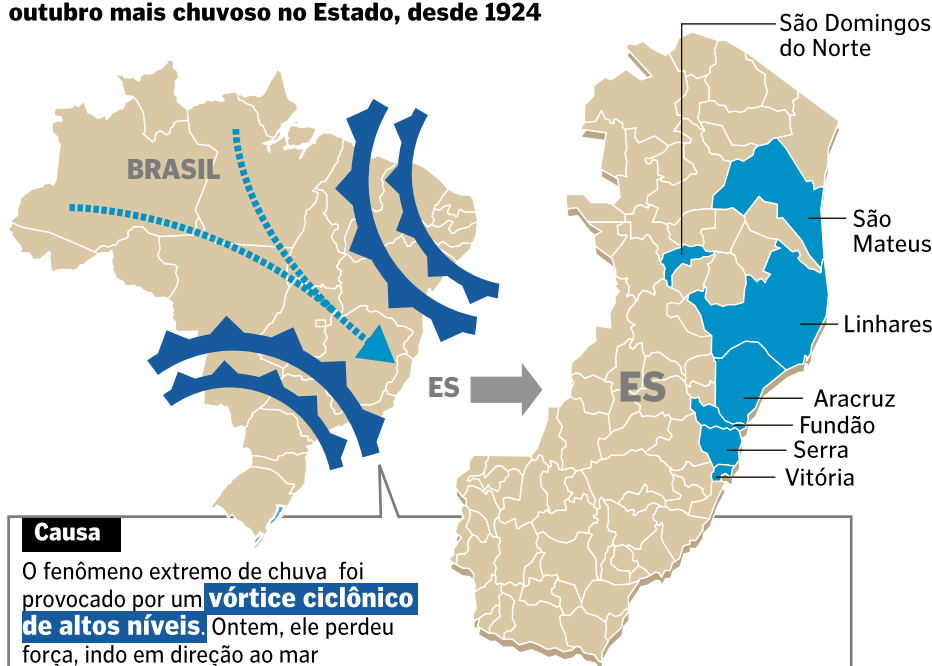 outubro mais chuvoso no Estado, desde 1924
São Domingos
do Norte
BRASIL
São
Mateus
Linhares
ES
ES
Aracruz
Fundão
Serra
Vitória
Causa
O fenômeno extremo de chuva foi
provocado por um vórtice ciclônico
de altos níveis. Ontem, ele perdeu
força, indo em direção ao mar